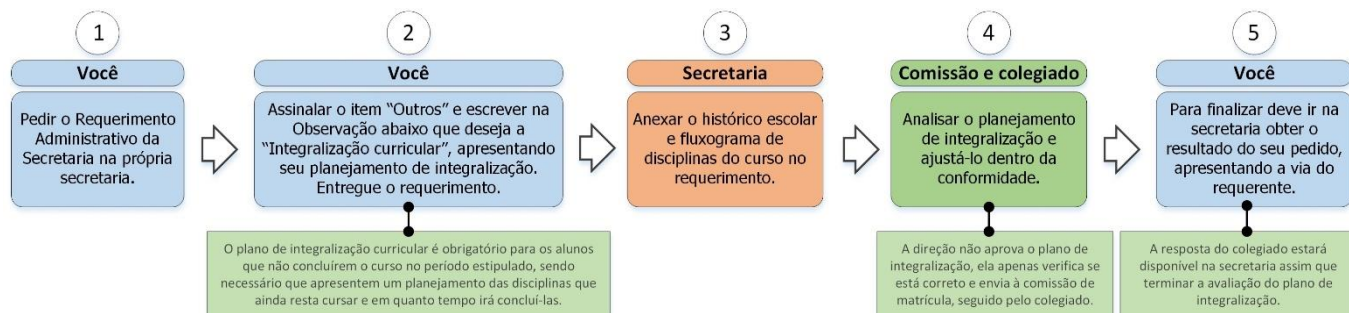 1
Você
Pedir o Requerimento
Administrativo da
Secretaria na própria
secretaria.
2
Você
Assinalar o item “Outros” e escrever na
Observação abaixo que deseja a
“Integralização curricular”, apresentando
seu planejamento de integralização.
Entregue o requerimento.
O plano de integralização curricular é obrigatório para os alunos
que não concluírem o curso no período estipulado, sendo
necessário que apresentem um planejamento das disciplinas que
ainda resta cursar e em quanto tempo irá concluí-las.
3
Secretaria
Anexar o histórico escolar
e fluxograma de
disciplinas do curso no
requerimento.
4
Comissão e colegiado
Analisar o planejamento
de integralização e
ajustá-lo dentro da
conformidade.
A direção não aprova o plano de
integralização, ela apenas verifica se
está correto e envia à comissão de
matrícula, seguido pelo colegiado.
5
Você
Para finalizar deve ir na
secretaria obter o
resultado do seu pedido,
apresentando a via do
requerente.
A resposta do colegiado estará
disponível na secretaria assim que
terminar a avaliação do plano de
integralização.